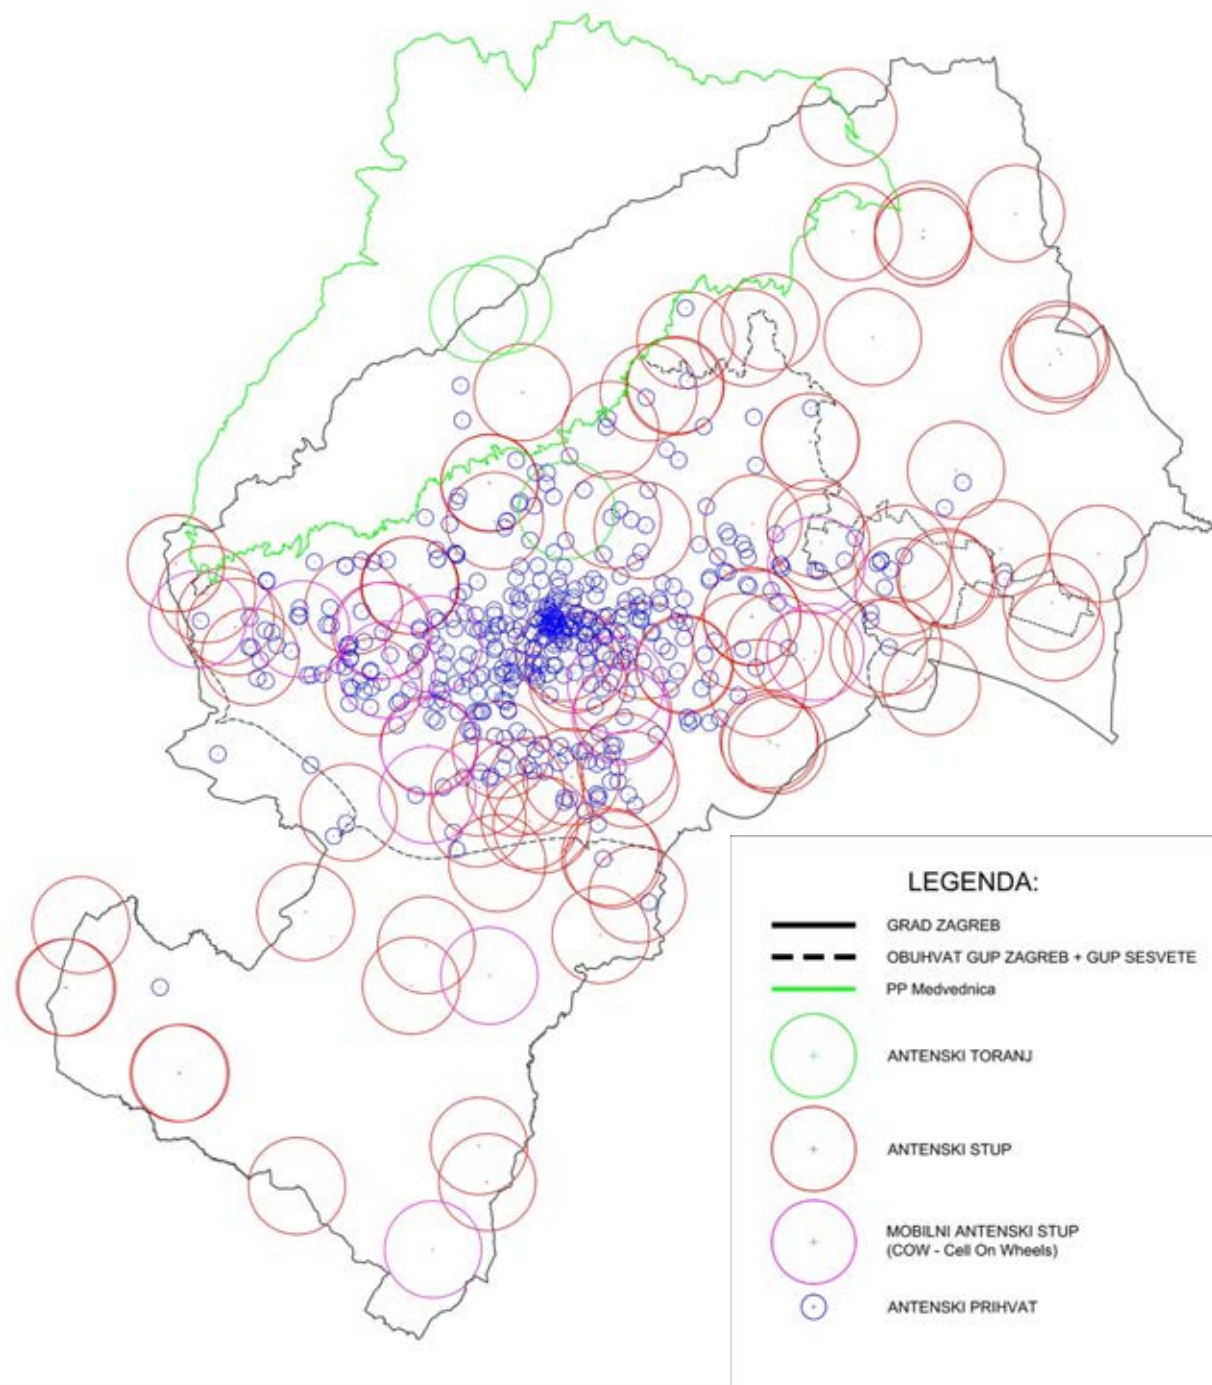 LEGENDA:
GRAD ZAGREB
OBUHVAT GUP ZAGREB + GUP SESVETE
PP Medvednica
ANTENSKI TORANJ
ANTENSKI STUP
MOBILNI ANTENSKI STUP
(COW - Cell On Wheels)
ANTENSKI PRIHVAT